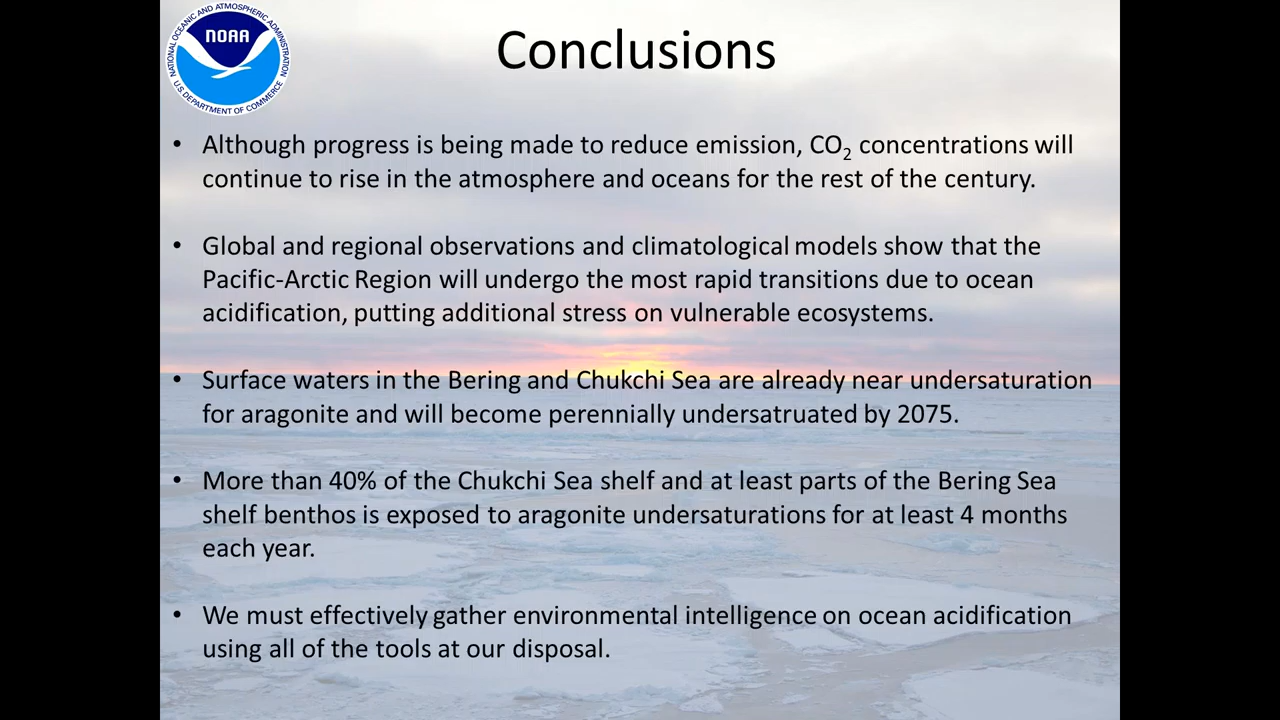 NATIONAL OCEANIC AND ATMOSPHERIC ADMINISTRATION
NOAA
U.S. DEPARTMENT OF COMMERCE
Conclusions
• Although progress is being made to reduce emission, CO₂ concentrations will
continue to rise in the atmosphere and oceans for the rest of the century.
• Global and regional observations and climatological models show that the
Pacific-Arctic Region will undergo the most rapid transitions due to ocean
acidification, putting additional stress on vulnerable ecosystems.
• Surface waters in the Bering and Chukchi Sea are already near undersaturation
for aragonite and will become perennially undersatruated by 2075.
• More than 40% of the Chukchi Sea shelf and at least parts of the Bering Sea
shelf benthos is exposed to aragonite undersaturations for at least 4 months
each year.
• We must effectively gather environmental intelligence on ocean acidification
using all of the tools at our disposal.